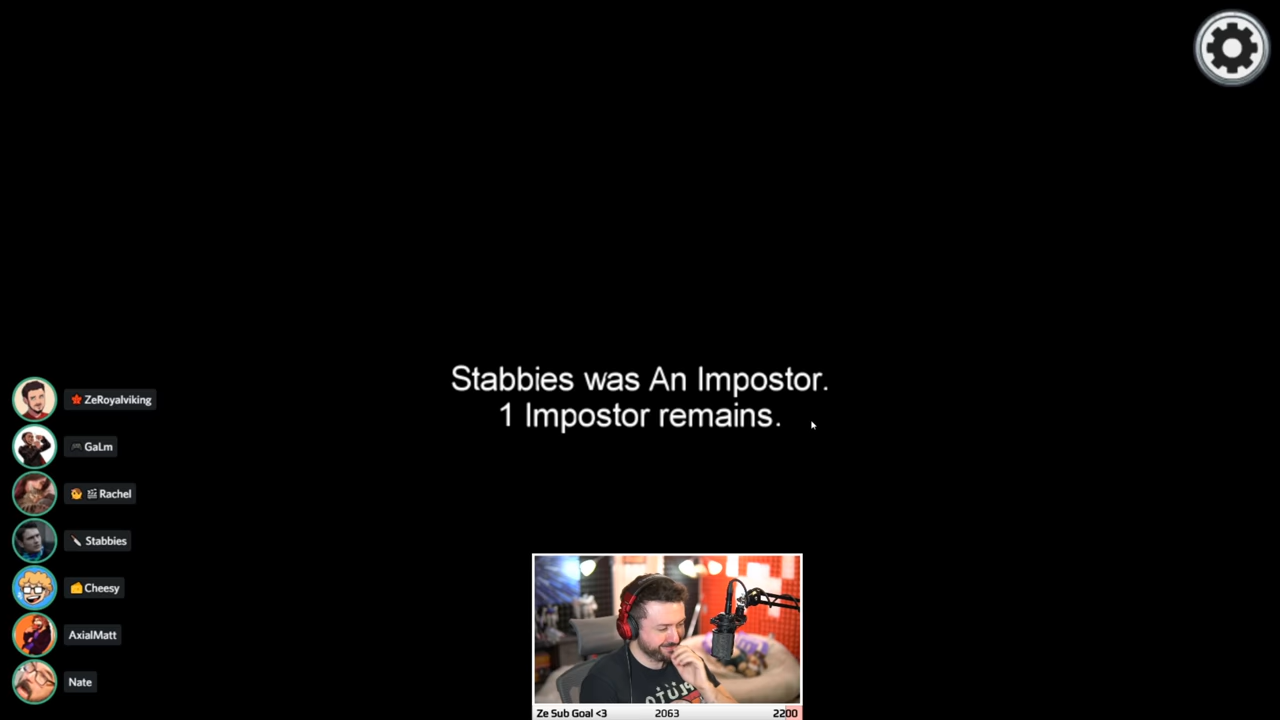 Stabbies was An Impostor.
1 Impostor remains.
ZeRoyalviking
GaLm
Rachel
Stabbies
Cheesy
AxialMatt
Nate
PLUTO
Ze Sub Goal <3 2063 2200